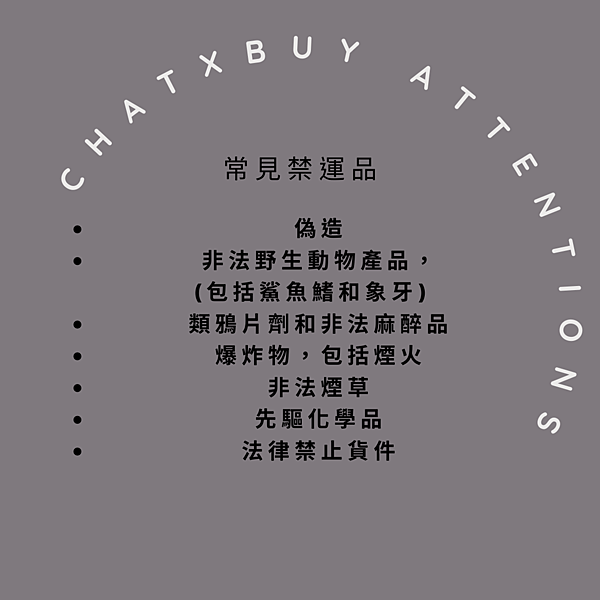 CHATXBUY ATTENTIONS
常見禁運品
• 偽造
• 非法野生動物產品，
(包括鯊魚鰭和象牙)
• 類鴉片劑和非法麻醉品
• 爆炸物，包括煙火
• 非法煙草
• 先驅化學品
• 法律禁止貨件